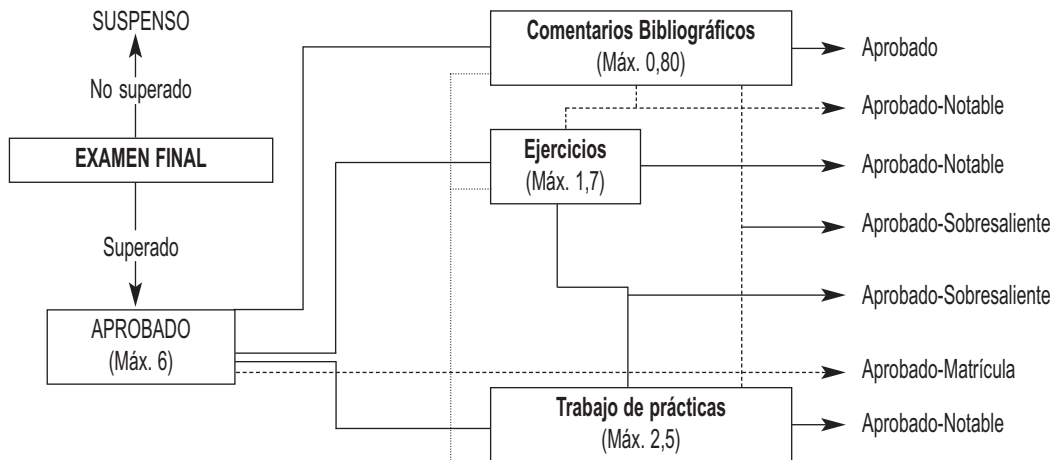 SUSPENSO
No superado
EXAMEN FINAL
Superado
APROBADO
(Máx. 6)
Comentarios Bibliográficos
(Máx. 0,80)
Ejercicios
(Máx. 1,7)
Trabajo de prácticas
(Máx. 2,5)
Aprobado
Aprobado-Notable
Aprobado-Notable
Aprobado-Sobresaliente
Aprobado-Sobresaliente
Aprobado-Matrícula
Aprobado-Notable